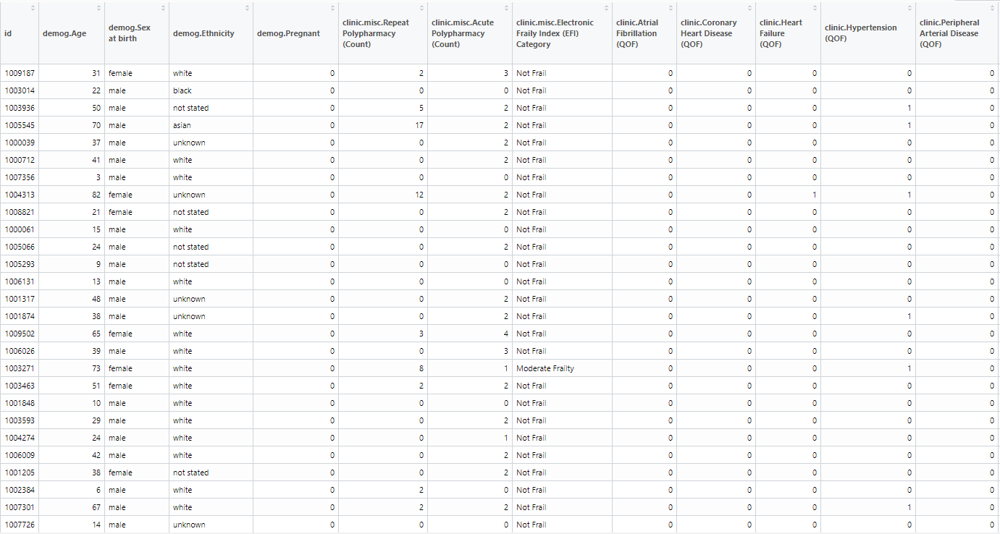 id demog.Age demog.Sex at birth demog.Ethnicity demog.Pregnant clinic.misc.Repeat Polypharmacy (Count) clinic.misc.Acute Polypharmacy (Count) clinic.misc.Electronic Fraily Index (EFI) Category clinic.Atrial Fibrillation (QOF) clinic.Coronary Heart Disease (QOF) clinic.Heart Failure (QOF) clinic.Hypertension (QOF) clinic.Peripheral Arterial Disease (QOF)
1009187 31 female white 0 2 3 Not Frail 0 0 0 0 0
1003014 22 male black 0 0 0 Not Frail 0 0 0 0 0
1003936 50 male not stated 0 5 2 Not Frail 0 0 0 1 0
1005545 70 male asian 0 17 2 Not Frail 0 0 0 1 0
1000039 37 male unknown 0 0 2 Not Frail 0 0 0 0 0
1000712 41 male white 0 0 2 Not Frail 0 0 0 0 0
1007356 3 male white 0 0 0 Not Frail 0 0 0 0 0
1004313 82 female unknown 0 12 2 Not Frail 0 0 1 1 0
1008821 21 female not stated 0 0 2 Not Frail 0 0 0 0 0
1000061 15 male white 0 0 0 Not Frail 0 0 0 0 0
1005066 24 male not stated 0 0 2 Not Frail 0 0 0 0 0
1005293 9 male not stated 0 0 0 Not Frail 0 0 0 0 0
1006131 13 male white 0 0 0 Not Frail 0 0 0 0 0
1001317 48 male unknown 0 0 2 Not Frail 0 0 0 0 0
1001874 38 male unknown 0 0 2 Not Frail 0 0 0 1 0
1009502 65 female white 0 3 4 Not Frail 0 0 0 0 0
1006026 39 male white 0 0 3 Not Frail 0 0 0 0 0
1003271 73 female white 0 8 1 Moderate Frailty 0 0 0 1 0
1003463 51 female white 0 2 2 Not Frail 0 0 0 0 0
1001848 10 male white 0 0 0 Not Frail 0 0 0 0 0
1003593 29 male white 0 0 2 Not Frail 0 0 0 0 0
1004274 24 male white 0 0 1 Not Frail 0 0 0 0 0
1006009 42 male white 0 0 2 Not Frail 0 0 0 0 0
1001205 38 female not stated 0 0 2 Not Frail 0 0 0 0 0
1002384 6 male white 0 2 0 Not Frail 0 0 0 0 0
1007301 67 male white 0 2 2 Not Frail 0 0 0 1 0
1007726 14 male unknown 0 0 0 Not Frail 0 0 0 0 0